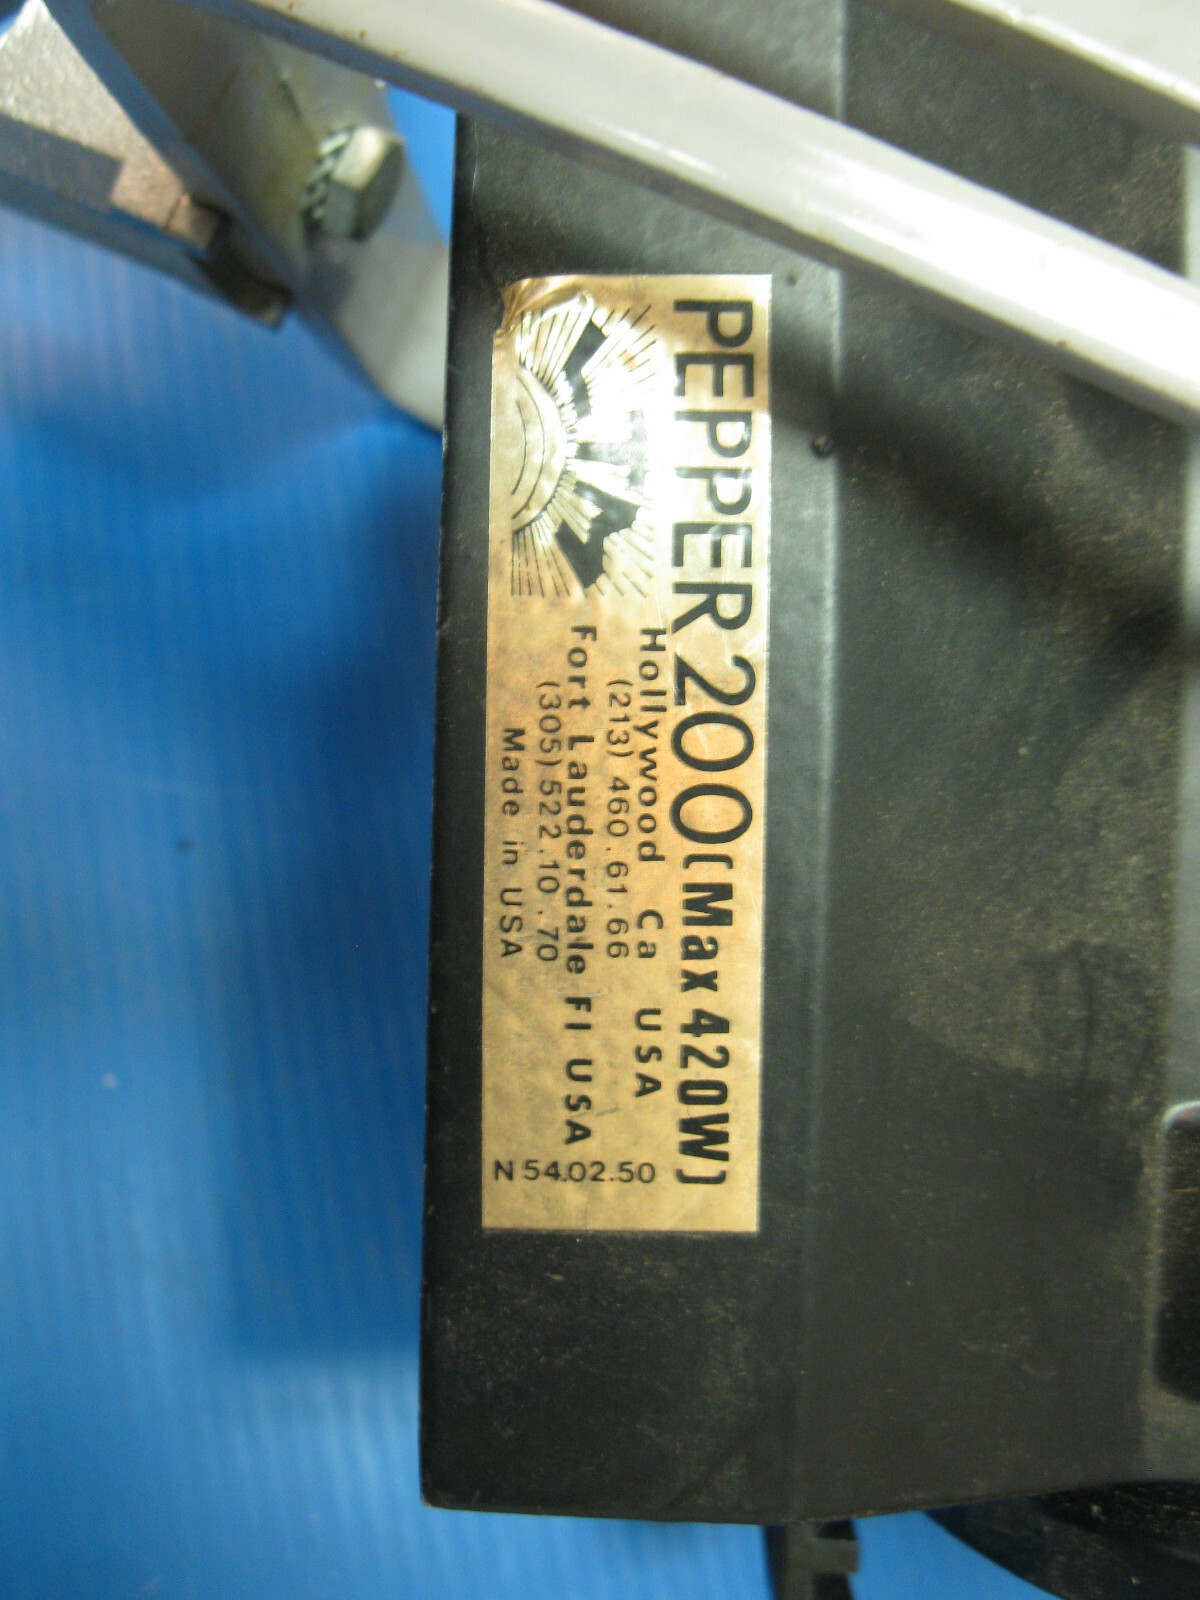 PEPPER 200 (Max 420W)
Hollywood Ca USA
(213) 460.61.66
Fort Lauderdale Fl USA
(305) 522.10.70
Made in USA
N 54.02.50